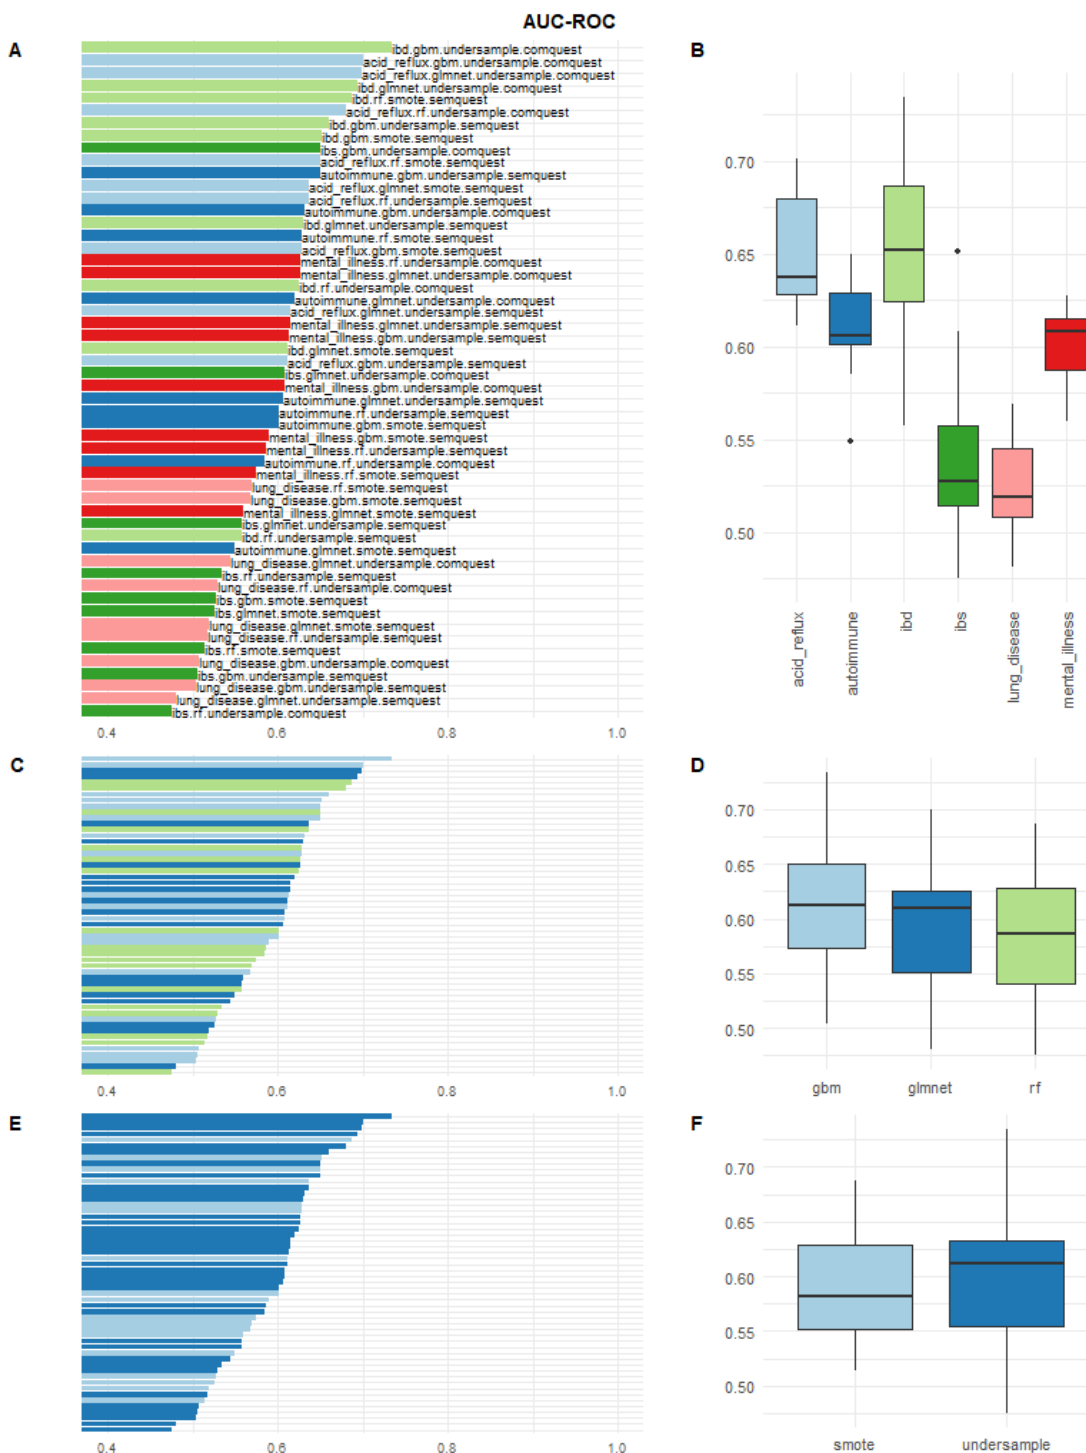 AUC-ROC
A
ibd.gbm.undersample.comquest
acid_reflux.gbm.undersample.comquest
acid_reflux.glmnet.undersample.comquest
ibd.glmnet.undersample.comquest
ibd.rf.smote.semquest
acid_reflux.rf.undersample.comquest
ibd.gbm.undersample.semquest
ibd.gbm.smote.semquest
ibs.gbm.undersample.comquest
acid_reflux.rf.smote.semquest
autoimmune.gbm.undersample.semquest
acid_reflux.glmnet.smote.semquest
acid_reflux.rf.undersample.semquest
autoimmune.gbm.undersample.comquest
ibd.glmnet.undersample.semquest
autoimmune.rf.smote.semquest
acid_reflux.gbm.smote.semquest
mental_illness.rf.undersample.comquest
mental_illness.glmnet.undersample.comquest
ibd.rf.undersample.comquest
autoimmune.glmnet.undersample.comquest
acid_reflux.glmnet.undersample.semquest
mental_illness.glmnet.undersample.semquest
mental_illness.gbm.undersample.semquest
ibd.glmnet.smote.semquest
acid_reflux.gbm.undersample.semquest
ibs.glmnet.undersample.comquest
mental_illness.gbm.undersample.comquest
autoimmune.glmnet.undersample.semquest
autoimmune.rf.undersample.semquest
autoimmune.gbm.smote.semquest
mental_illness.gbm.smote.semquest
mental_illness.rf.undersample.semquest
autoimmune.rf.undersample.comquest
mental_illness.rf.smote.semquest
lung_disease.rf.smote.semquest
lung_disease.gbm.smote.semquest
mental_illness.glmnet.smote.semquest
ibs.glmnet.undersample.semquest
ibd.rf.undersample.semquest
autoimmune.glmnet.smote.semquest
lung_disease.glmnet.undersample.comquest
ibs.rf.undersample.semquest
lung_disease.rf.undersample.comquest
ibs.gbm.smote.semquest
ibs.glmnet.smote.semquest
lung_disease.glmnet.smote.semquest
lung_disease.rf.undersample.semquest
ibs.rf.smote.semquest
lung_disease.gbm.undersample.comquest
ibs.gbm.undersample.semquest
lung_disease.gbm.undersample.semquest
lung_disease.glmnet.undersample.semquest
ibs.rf.undersample.comquest
0.4 0.6 0.8 1.0
B
0.70
0.65
0.60
0.55
0.50
acid_reflux
autoimmune
ibd
ibs
lung_disease
mental_illness
C
0.4 0.6 0.8 1.0
D
0.70
0.65
0.60
0.55
0.50
gbm glmnet rf
E
0.4 0.6 0.8 1.0
F
0.70
0.65
0.60
0.55
0.50
smote undersample